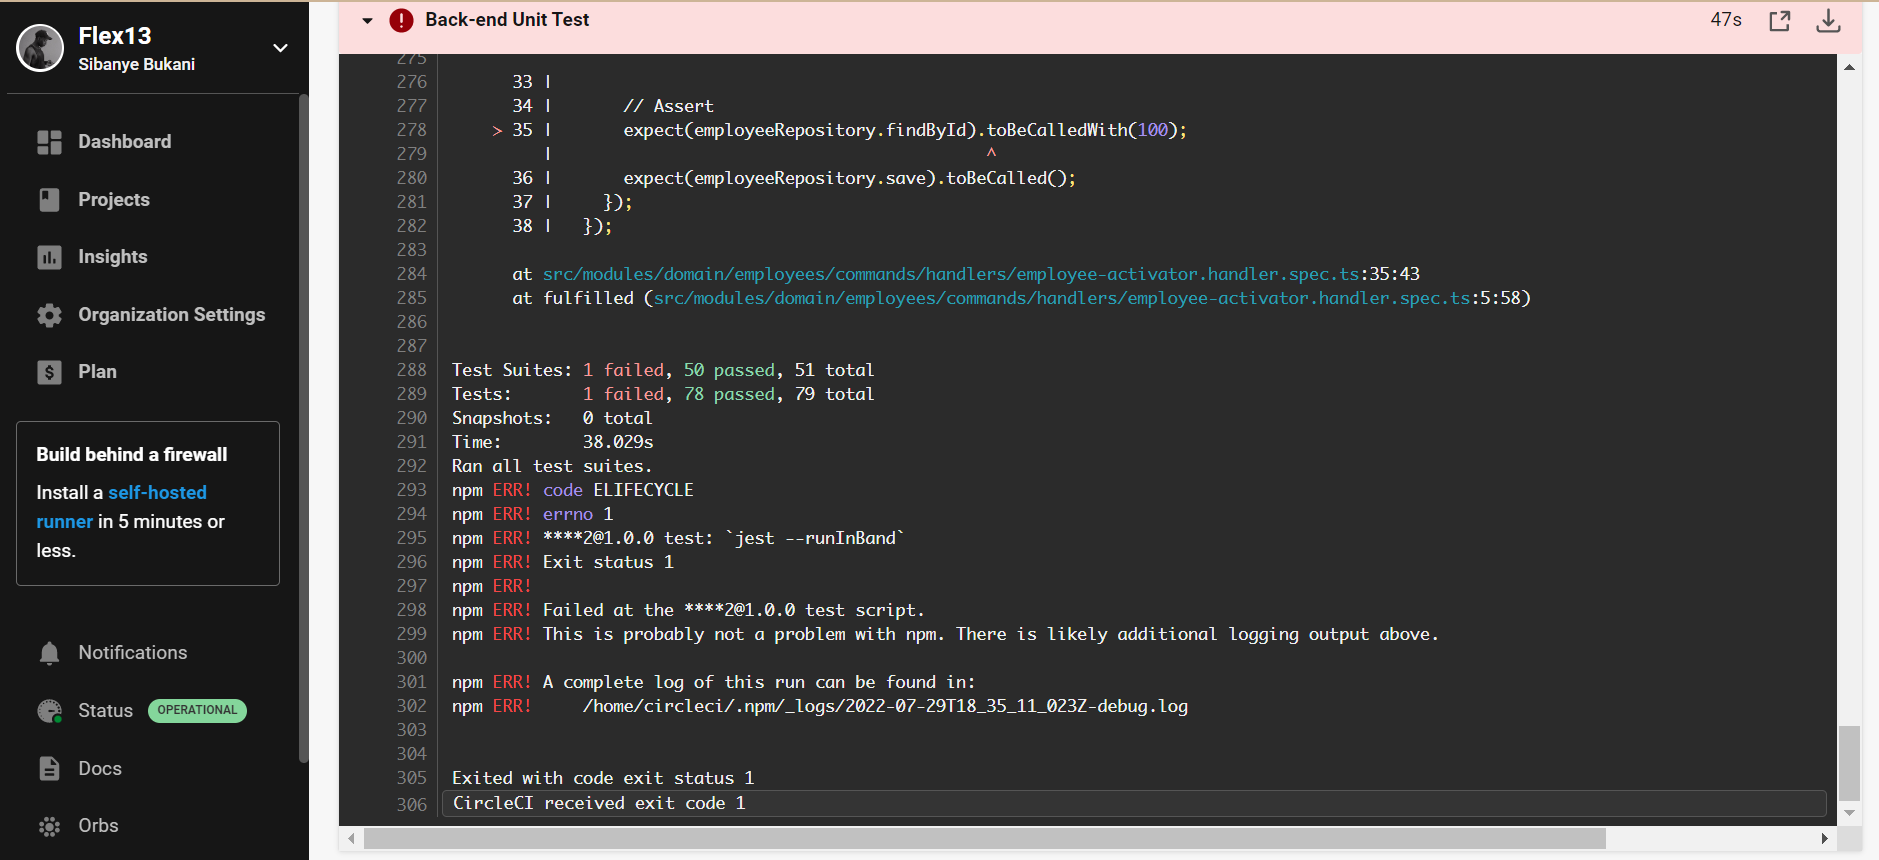 Flex13
Sibanye Bukani
Dashboard
Projects
Insights
Organization Settings
Plan
Build behind a firewall
Install a self-hosted
runner in 5 minutes or
less.
Notifications
Status OPERATIONAL
Docs
Orbs
Back-end Unit Test 47s
275
276 33 |
277 34 | // Assert
278 > 35 | expect(employeeRepository.findById).toBeCalledWith(100);
279 | ^
280 36 | expect(employeeRepository.save).toBeCalled();
281 37 | });
282 38 | });
283
284 at src/modules/domain/employees/commands/handlers/employee-activator.handler.spec.ts:35:43
285 at fulfilled (src/modules/domain/employees/commands/handlers/employee-activator.handler.spec.ts:5:58)
286
287
288 Test Suites: 1 failed, 50 passed, 51 total
289 Tests: 1 failed, 78 passed, 79 total
290 Snapshots: 0 total
291 Time: 38.029s
292 Ran all test suites.
293 npm ERR! code ELIFECYCLE
294 npm ERR! errno 1
295 npm ERR! ****2@1.0.0 test: `jest --runInBand`
296 npm ERR! Exit status 1
297 npm ERR!
298 npm ERR! Failed at the ****2@1.0.0 test script.
299 npm ERR! This is probably not a problem with npm. There is likely additional logging output above.
300
301 npm ERR! A complete log of this run can be found in:
302 npm ERR! /home/circleci/.npm/_logs/2022-07-29T18_35_11_023Z-debug.log
303
304
305 Exited with code exit status 1
306 CircleCI received exit code 1